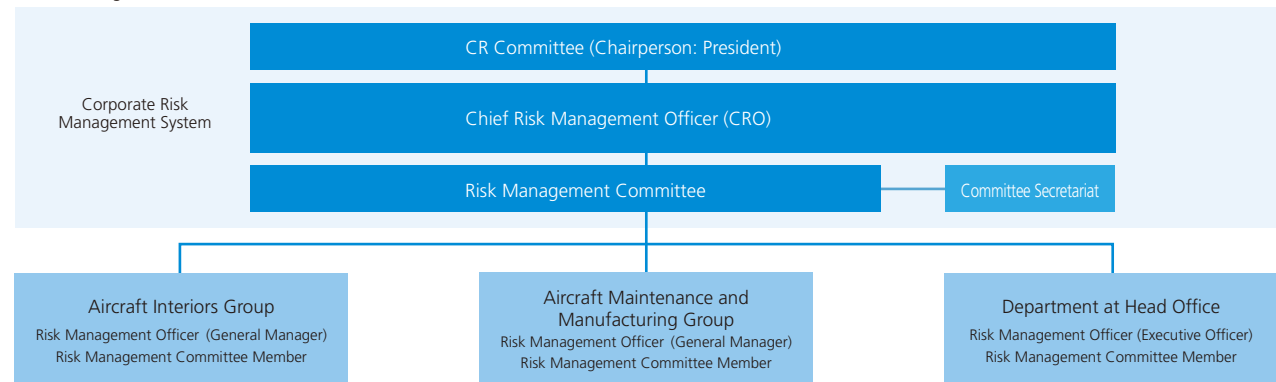 CR Committee (Chairperson: President)
Corporate Risk
Management System
Chief Risk Management Officer (CRO)
Risk Management Committee
Committee Secretariat
Aircraft Interiors Group
Risk Management Officer (General Manager)
Risk Management Committee Member
Aircraft Maintenance and
Manufacturing Group
Risk Management Officer (General Manager)
Risk Management Committee Member
Department at Head Office
Risk Management Officer (Executive Officer)
Risk Management Committee Member